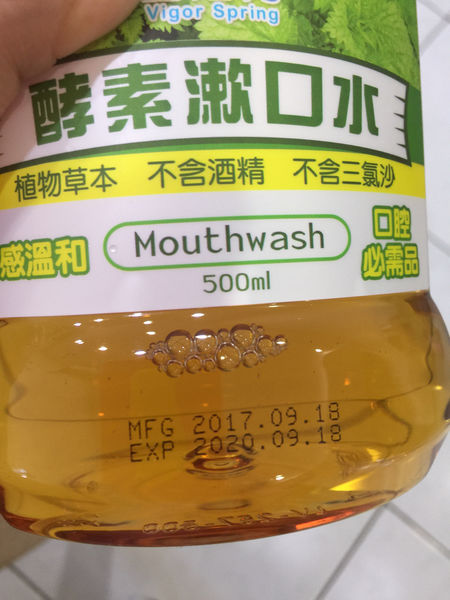 Vigor Spring
酵素漱口水
植物草本 不含酒精 不含三氯沙
感溫和
Mouthwash
500ml
口腔
必需品
MFG 2017.09.18
EXP 2020.09.18